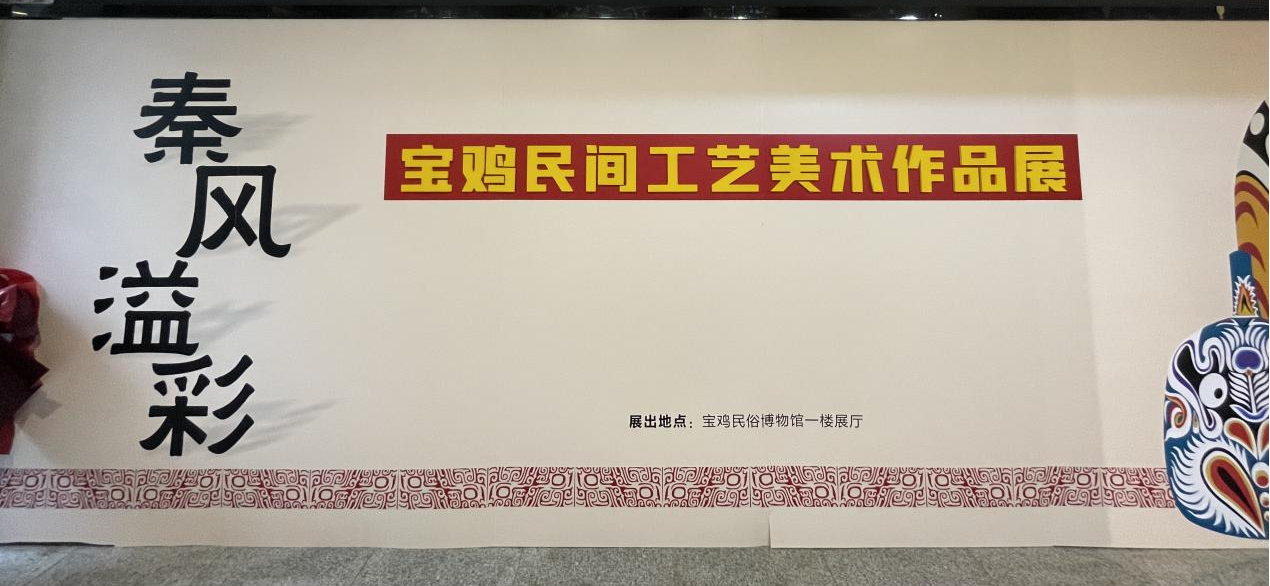 秦风溢彩
宝鸡民间工艺美术作品展
展出地点：宝鸡民俗博物馆一楼展厅